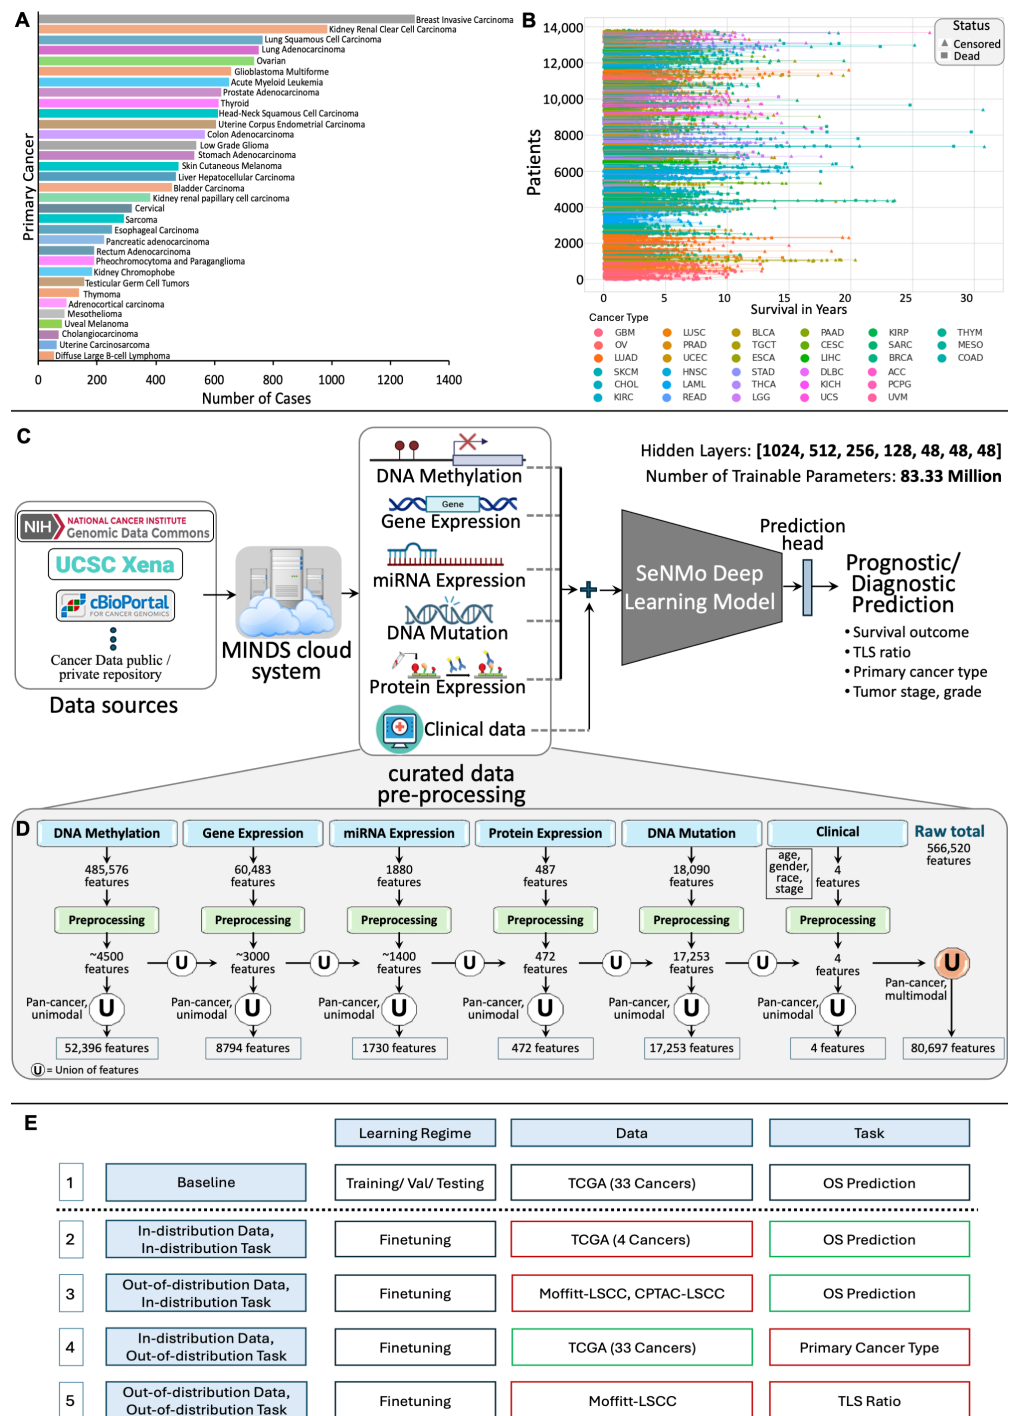 A
Primary Cancer
Breast Invasive Carcinoma
Kidney Renal Clear Cell Carcinoma
Lung Squamous Cell Carcinoma
Lung Adenocarcinoma
Ovarian
Glioblastoma Multiforme
Acute Myeloid Leukemia
Prostate Adenocarcinoma
Thyroid
Head-Neck Squamous Cell Carcinoma
Uterine Corpus Endometrial Carcinoma
Colon Adenocarcinoma
Low Grade Glioma
Stomach Adenocarcinoma
Skin Cutaneous Melanoma
Liver Hepatocellular Carcinoma
Bladder Carcinoma
Kidney renal papillary cell carcinoma
Cervical
Sarcoma
Esophageal Carcinoma
Pancreatic adenocarcinoma
Rectum Adenocarcinoma
Pheochromocytoma and Paraganglioma
Kidney Chromophobe
Testicular Germ Cell Tumors
Thymoma
Adrenocortical carcinoma
Mesothelioma
Uveal Melanoma
Cholangiocarcinoma
Uterine Carcinosarcoma
Diffuse Large B-cell Lymphoma
0 200 400 600 800 1000 1200 1400
Number of Cases
B
Patients
14,000
12,000
10,000
8000
6000
4000
2000
0
Status
Censored
Dead
0 5 10 15 20 25 30
Survival in Years
Cancer Type
GBM LUSC BLCA PAAD KIRP THYM
OV PRAD TGCT CESC SARC MESO
LUAD UCEC ESCA LIHC BRCA COAD
SKCM HNSC STAD DLBC ACC
CHOL LAML THCA KICH PCPG
KIRC READ LGG UCS UVM
C
NIH NATIONAL CANCER INSTITUTE
Genomic Data Commons
UCSC Xena
cBioPortal
FOR CANCER GENOMICS
Cancer Data public /
private repository
Data sources
MINDS cloud
system
DNA Methylation
Gene
Gene Expression
miRNA Expression
DNA Mutation
Protein Expression
Clinical data
curated data
pre-processing
Hidden Layers: [1024, 512, 256, 128, 48, 48, 48]
Number of Trainable Parameters: 83.33 Million
SeNMo Deep
Learning Model
Prediction
head
Prognostic/
Diagnostic
Prediction
• Survival outcome
• TLS ratio
• Primary cancer type
• Tumor stage, grade
D
DNA Methylation Gene Expression miRNA Expression Protein Expression DNA Mutation Clinical Raw total
566,520
features
485,576
features
60,483
features
1880
features
487
features
18,090
features
age,
gender,
race,
stage
4
features
Preprocessing Preprocessing Preprocessing Preprocessing Preprocessing Preprocessing
~4500
features
U
~3000
features
U
~1400
features
U
472
features
U
17,253
features
U
4
features
U
Pan-cancer,
multimodal
Pan-cancer,
unimodal
U
Pan-cancer,
unimodal
U
Pan-cancer,
unimodal
U
Pan-cancer,
unimodal
U
Pan-cancer,
unimodal
U
Pan-cancer,
unimodal
U
52,396 features 8794 features 1730 features 472 features 17,253 features 4 features 80,697 features
U = Union of features
E
Learning Regime Data Task
1 Baseline Training/ Val/ Testing TCGA (33 Cancers) OS Prediction
2 In-distribution Data,
In-distribution Task
Finetuning TCGA (4 Cancers) OS Prediction
3 Out-of-distribution Data,
In-distribution Task
Finetuning Moffitt-LSCC, CPTAC-LSCC OS Prediction
4 In-distribution Data,
Out-of-distribution Task
Finetuning TCGA (33 Cancers) Primary Cancer Type
5 Out-of-distribution Data,
Out-of-distribution Task
Finetuning Moffitt-LSCC TLS Ratio